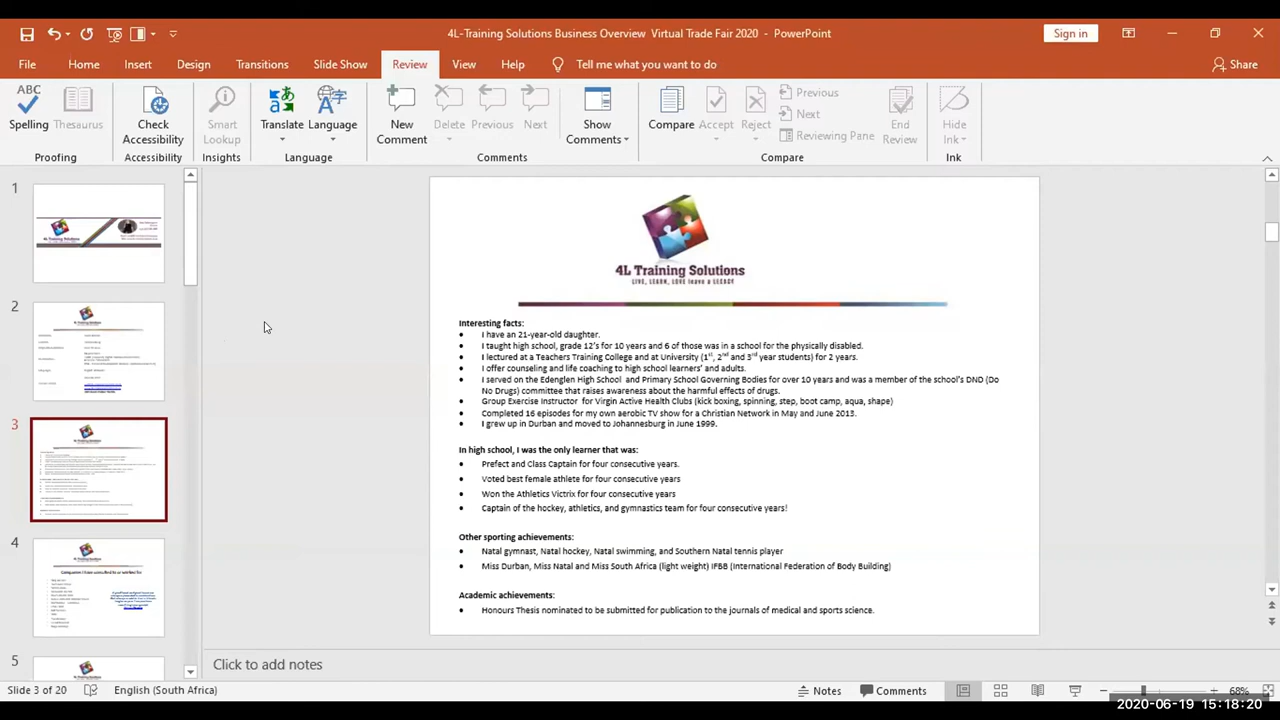 4L-Training Solutions Business Overview Virtual Trade Fair 2020 - PowerPoint
Sign in
File Home Insert Design Transitions Slide Show Review View Help Tell me what you want to do Share
ABC
Spelling Thesaurus
Check Accessibility
Smart Lookup
Translate Language
New Comment
Delete Previous Next
Show Comments
Compare Accept Reject
Previous
Next
Reviewing Pane
End Review
Hide Ink
Proofing Accessibility Insights Language Comments Compare Ink
1
4L Training Solutions
2
3
4
Companies I have consulted to or worked for
5
4L Training Solutions
LIVE, LEARN, LOVE leave a LEGACY
Interesting facts:
• I have an 21-year-old daughter.
• I taught high school, grade 12's for 10 years and 6 of those was in a school for the physically disabled.
• I lectured at a Teachers Training College and at University (1st, 2nd and 3rd year students) for 2 years.
• I offer counseling and life coaching to high school learners' and adults.
• I served on the Edenglen High School and Primary School Governing Bodies for over 10 years and was a member of the school's DND (Do
No Drugs) committee that raises awareness about the harmful effects of drugs.
• Group Exercise Instructor for Virgin Active Health Clubs (kick boxing, spinning, step, boot camp, aqua, shape)
• Completed 16 episodes for my own aerobic TV show for a Christian Network in May and June 2013.
• I grew up in Durban and moved to Johannesburg in June 1999.
In high school, I was the only learner that was:
• Prefect and Class Captain for four consecutive years.
• Voted best female athlete for four consecutive years
• Won the Athletics Victrix for four consecutive years
• Captain of the hockey, athletics, and gymnastics team for four consecutive years!
Other sporting achievements:
• Natal gymnast, Natal hockey, Natal swimming, and Southern Natal tennis player
• Miss Durban, Miss Natal and Miss South Africa (light weight) IFBB (International Federation of Body Building)
Academic achievements:
• Honours Thesis nominated to be submitted for publication to the journals of medical and sports science.
Click to add notes
Slide 3 of 20 English (South Africa) Notes Comments 68%
2020-06-19 15:18:20